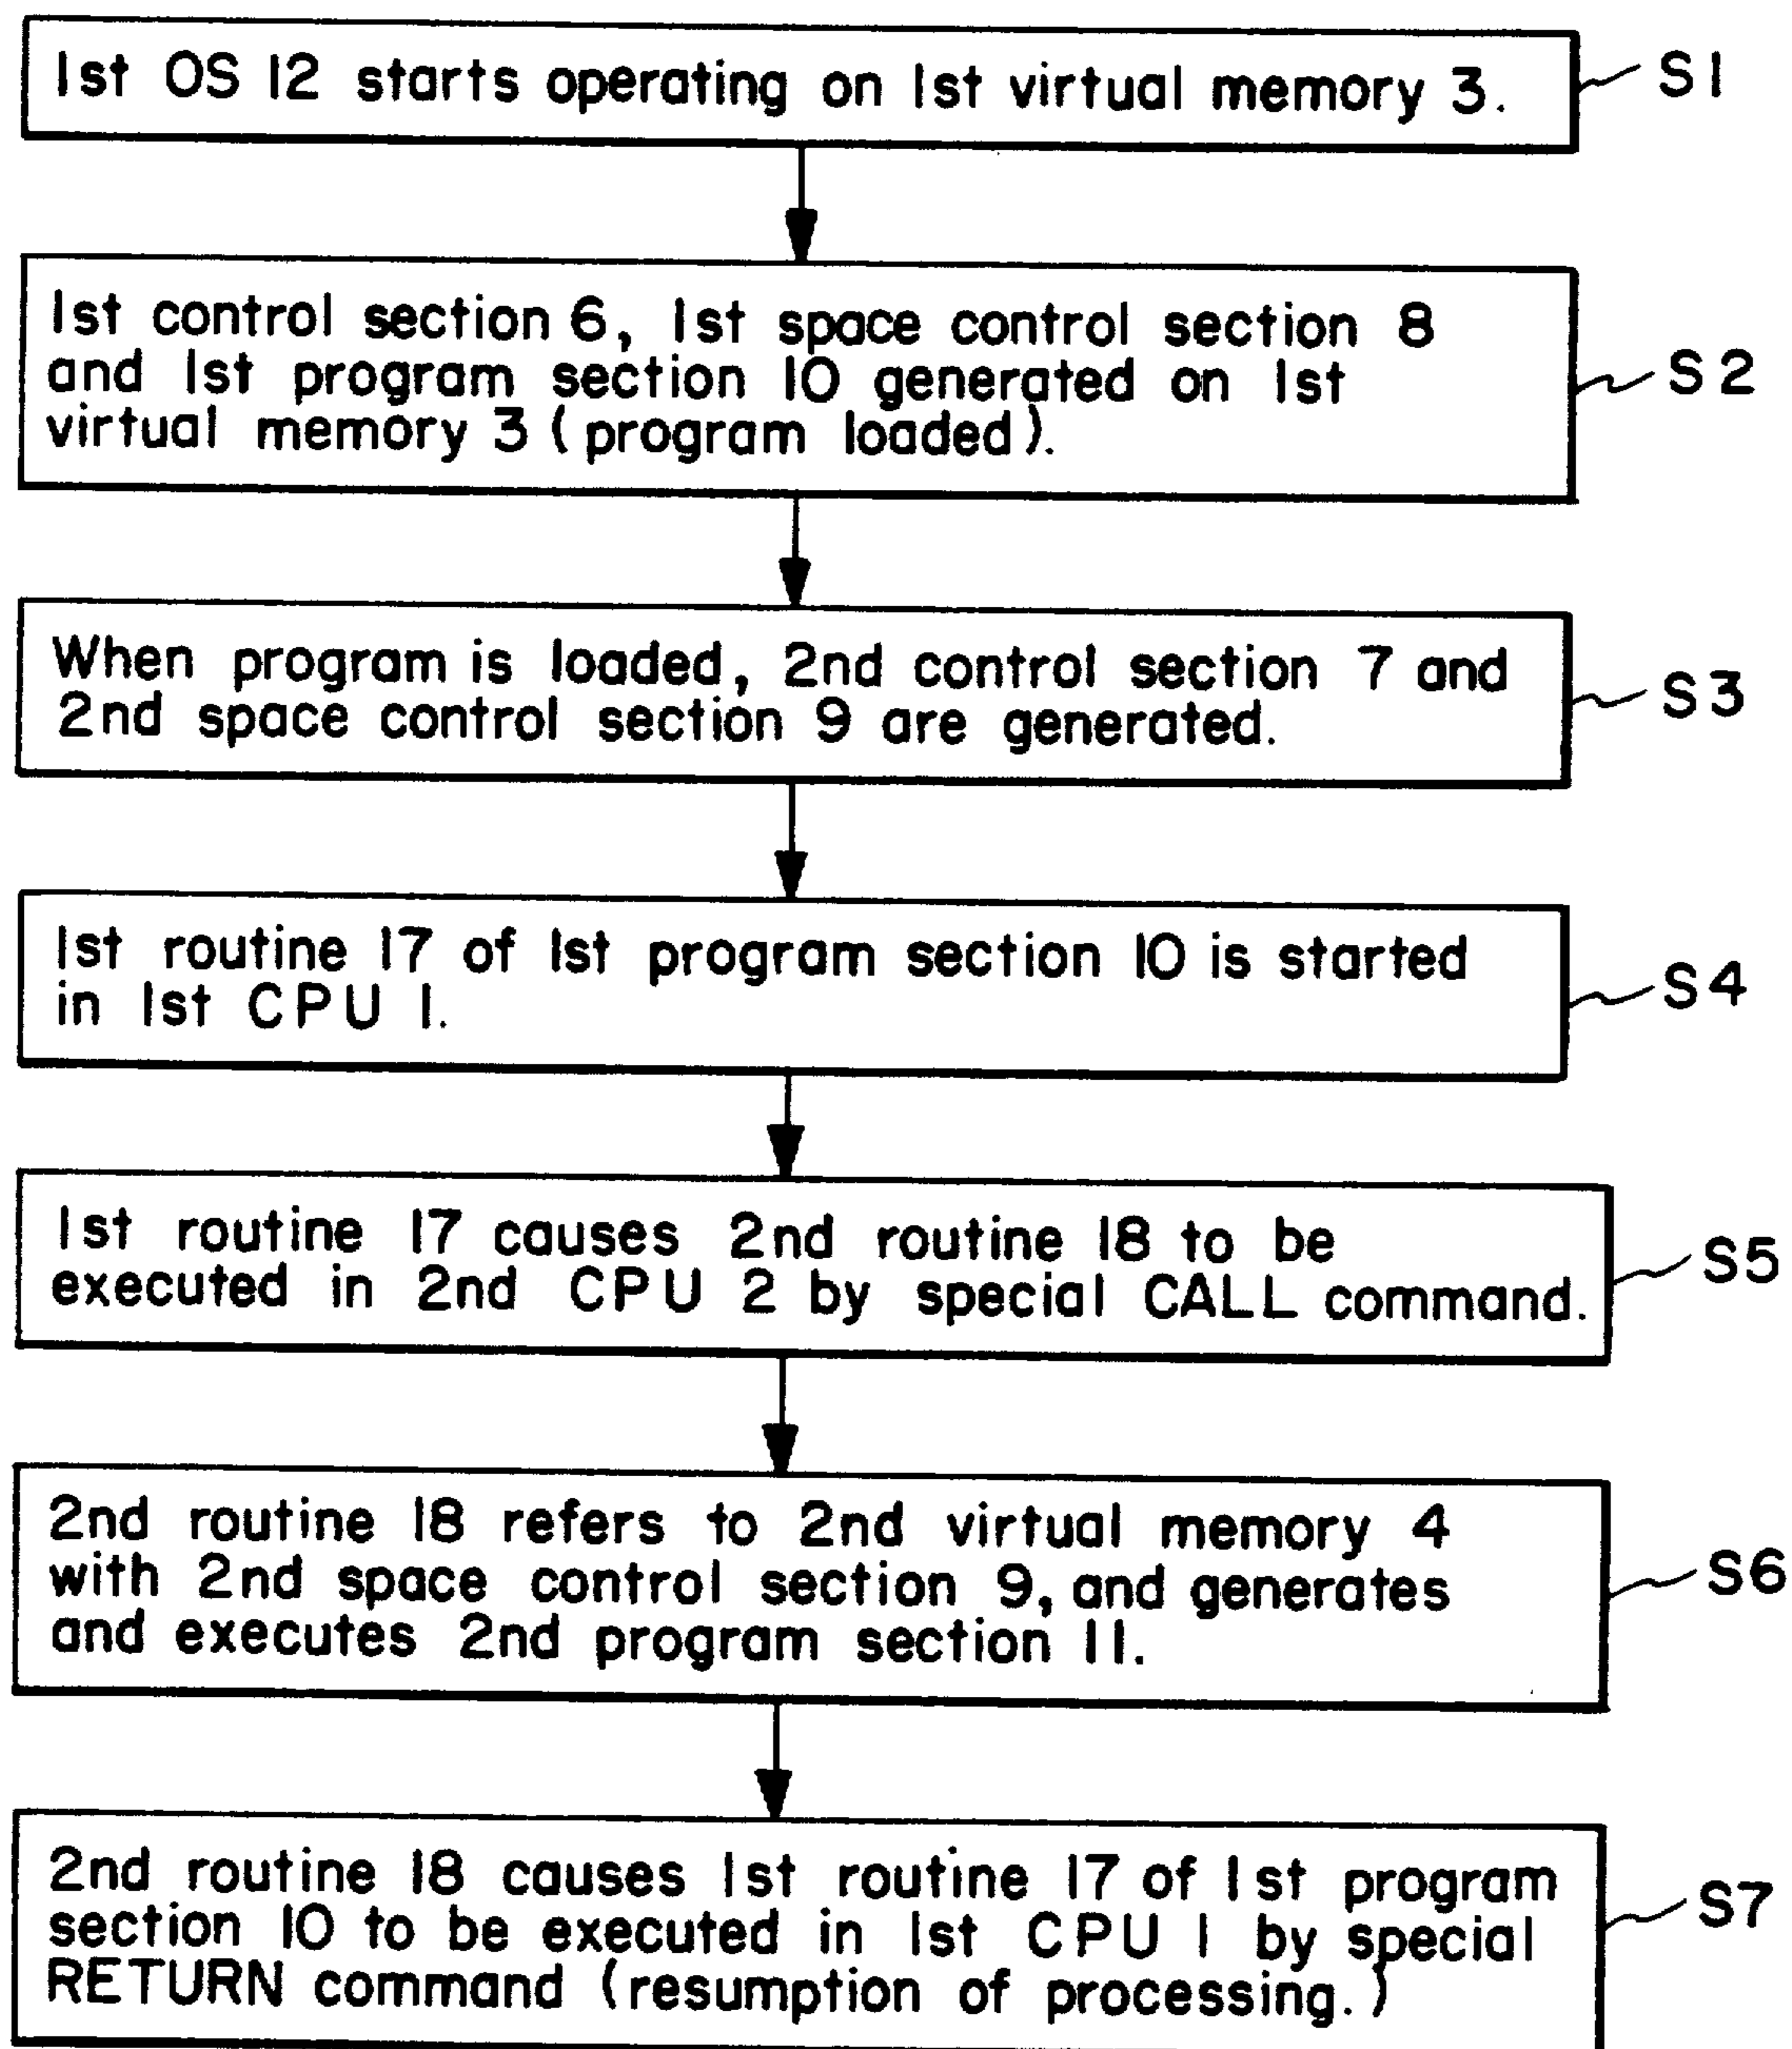 1st OS 12 starts operating on 1st virtual memory 3.
S1
1st control section 6, 1st space control section 8
and 1st program section 10 generated on 1st
virtual memory 3 (program loaded).
S2
When program is loaded, 2nd control section 7 and
2nd space control section 9 are generated.
S3
1st routine 17 of 1st program section 10 is started
in 1st CPU 1.
S4
1st routine 17 causes 2nd routine 18 to be
executed in 2nd CPU 2 by special CALL command.
S5
2nd routine 18 refers to 2nd virtual memory 4
with 2nd space control section 9, and generates
and executes 2nd program section 11.
S6
2nd routine 18 causes 1st routine 17 of 1st program
section 10 to be executed in 1st CPU 1 by special
RETURN command (resumption of processing.)
S7